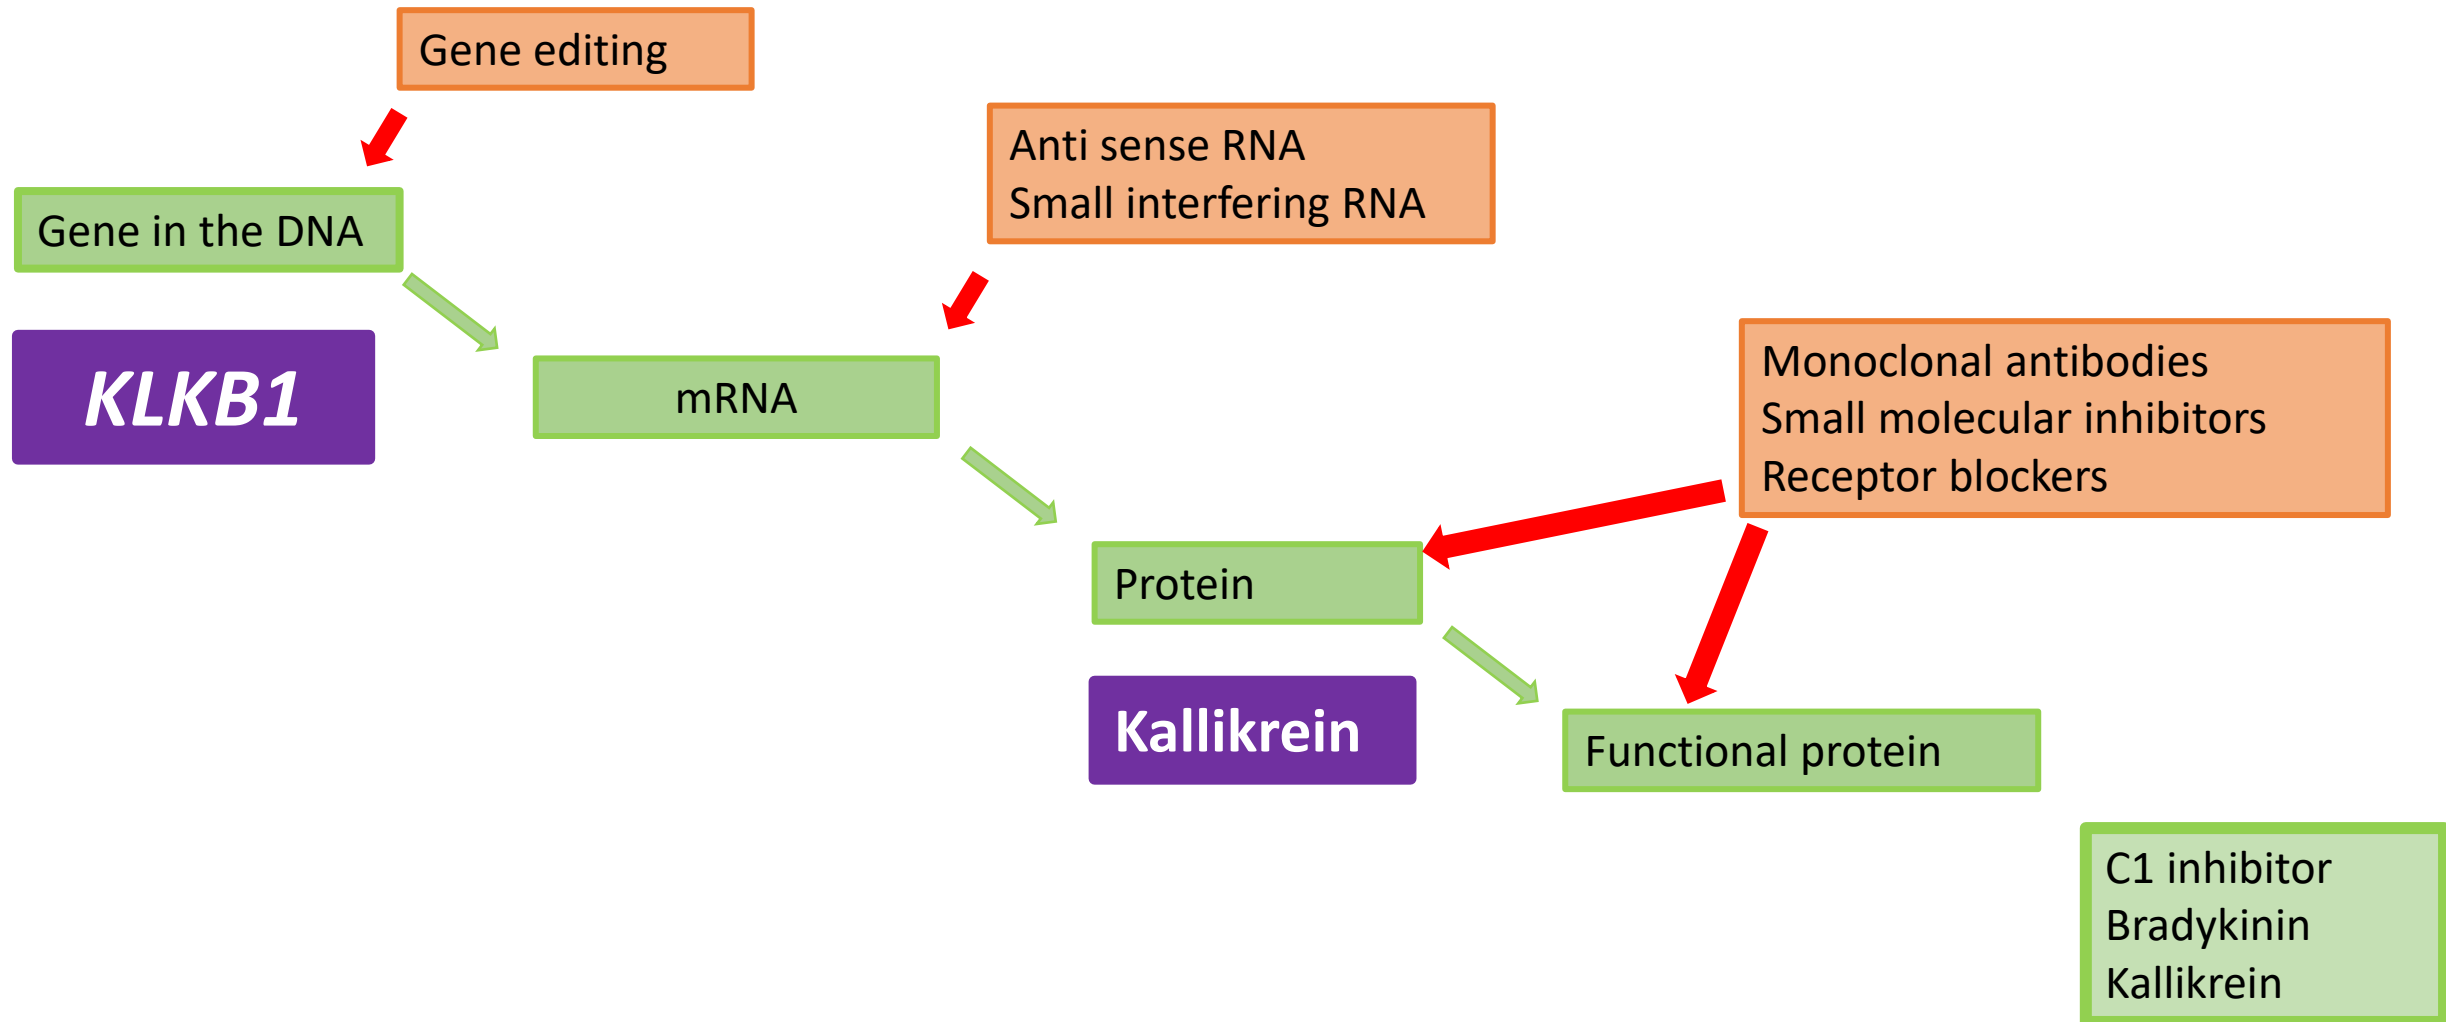 Gene editing
Anti sense RNA
Small interfering RNA
Gene in the DNA
KLKB1
mRNA
Monoclonal antibodies
Small molecular inhibitors
Receptor blockers
Protein
Kallikrein
Functional protein
C1 inhibitor
Bradykinin
Kallikrein